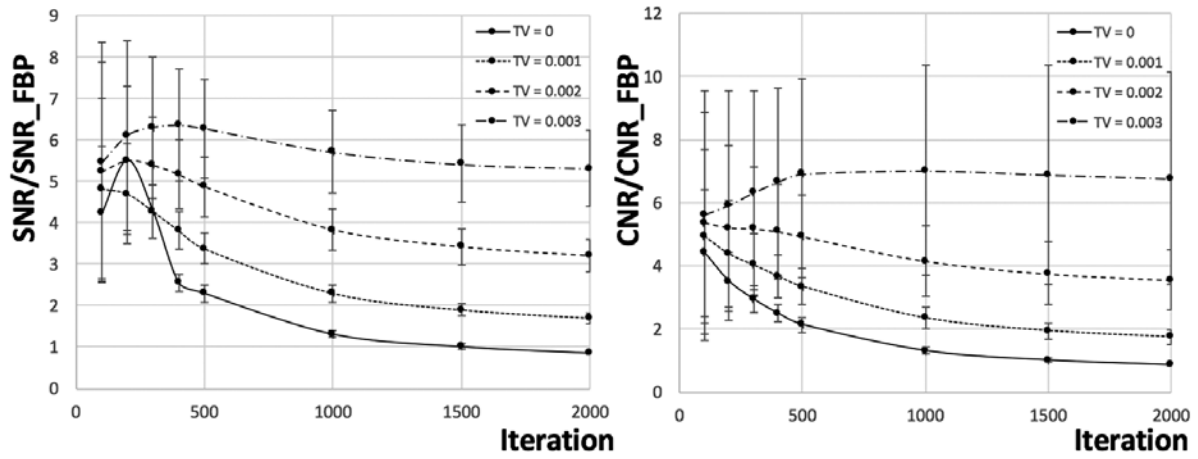 SNR/SNR_FBP
9
8
7
6
5
4
3
2
1
0
0 500 1000 1500 2000
Iteration
TV = 0
TV = 0.001
TV = 0.002
TV = 0.003
CNR/CNR_FBP
12
10
8
6
4
2
0
0 500 1000 1500 2000
Iteration
TV = 0
TV = 0.001
TV = 0.002
TV = 0.003